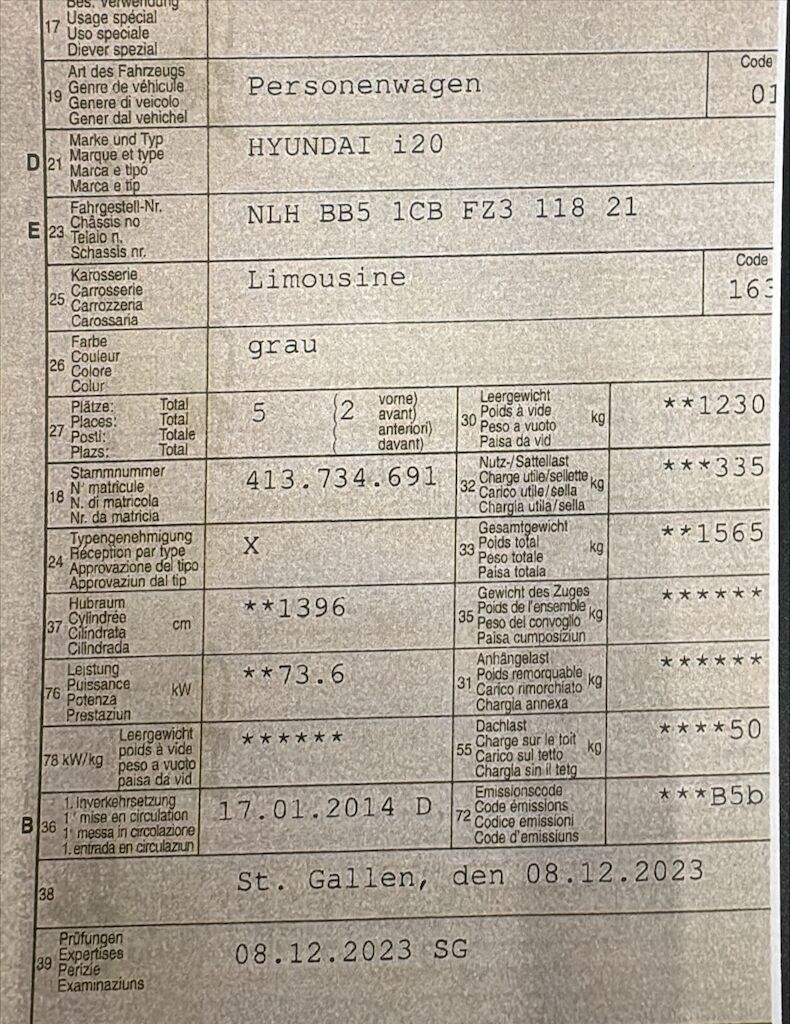 Bes. Verwendung
17 Usage spécial
Uso speciale
Diever spezial
Art des Fahrzeugs
19 Genre de véhicule
Genere di veicolo
Gener dal vehichel
Personenwagen
Code
01
Marke und Typ
D 21 Marque et type
Marca e tipo
Marca e tip
HYUNDAI i20
Fahrgestell-Nr.
E 23 Châssis no
Telaio n.
Schassis nr.
NLH BB5 1CB FZ3 118 21
Karosserie
25 Carrosserie
Carrozzeria
Carossaria
Limousine
Code
163
Farbe
26 Couleur
Colore
Colur
grau
27 Plätze: Total
Places: Total
Posti: Totale
Plazs: Total
5 (2 vorne)
avant)
anteriori)
davant)
30 Leergewicht
Poids à vide
Peso a vuoto
Paisa da vid
kg
**1230
18 Stammnummer
N° matricule
N. di matricola
Nr. da matricla
413.734.691
32 Nutz-/Sattellast
Charge utile/sellette
Carico utile/sella
Chargia utila/sella
kg
***335
24 Typengenehmigung
Réception par type
Approvazione del tipo
Approvaziun dal tip
X
33 Gesamtgewicht
Poids total
Peso totale
Paisa totala
kg
**1565
37 Hubraum
Cylindrée
Cilindrata
Cilindrada
cm
**1396
35 Gewicht des Zuges
Poids de l'ensemble
Peso del convoglio
Paisa cumposiziun
kg
******
76 Leistung
Puissance
Potenza
Prestaziun
kW
**73.6
31 Anhängelast
Poids remorquable
Carico rimorchiato
Chargia annexa
kg
******
78 kW/kg
Leergewicht
poids à vide
peso a vuoto
paisa da vid
******
55 Dachlast
Charge sur le toit
Carico sul tetto
Chargia sin il tetg
kg
****50
B 36 1. Inverkehrsetzung
1re mise en circulation
1a messa in circolazione
1. entrada en circulaziun
17.01.2014 D
72 Emissionscode
Code émissions
Codice emissioni
Code d'emissiuns
***B5b
38
St. Gallen, den 08.12.2023
39 Prüfungen
Expertises
Perizie
Examinaziuns
08.12.2023 SG